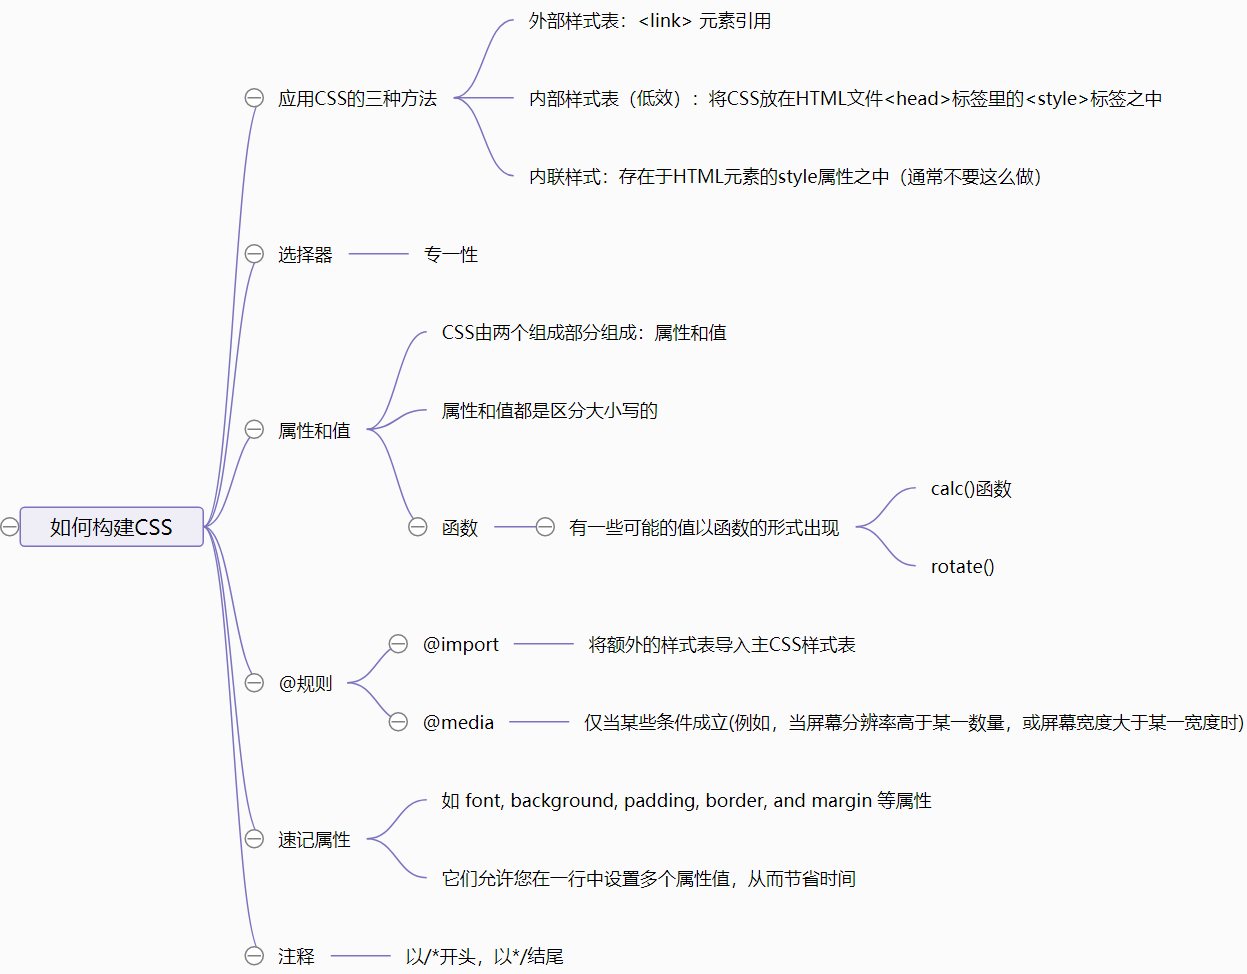 如何构建CSS
应用CSS的三种方法
外部样式表：<link> 元素引用
内部样式表（低效）：将CSS放在HTML文件<head>标签里的<style>标签之中
内联样式：存在于HTML元素的style属性之中（通常不要这么做）
选择器
专一性
属性和值
CSS由两个组成部分组成：属性和值
属性和值都是区分大小写的
函数
有一些可能的值以函数的形式出现
calc()函数
rotate()
@规则
@import
将额外的样式表导入主CSS样式表
@media
仅当某些条件成立(例如，当屏幕分辨率高于某一数量，或屏幕宽度大于某一宽度时)
速记属性
如 font, background, padding, border, and margin 等属性
它们允许您在一行中设置多个属性值，从而节省时间
注释
以/*开头，以*/结尾